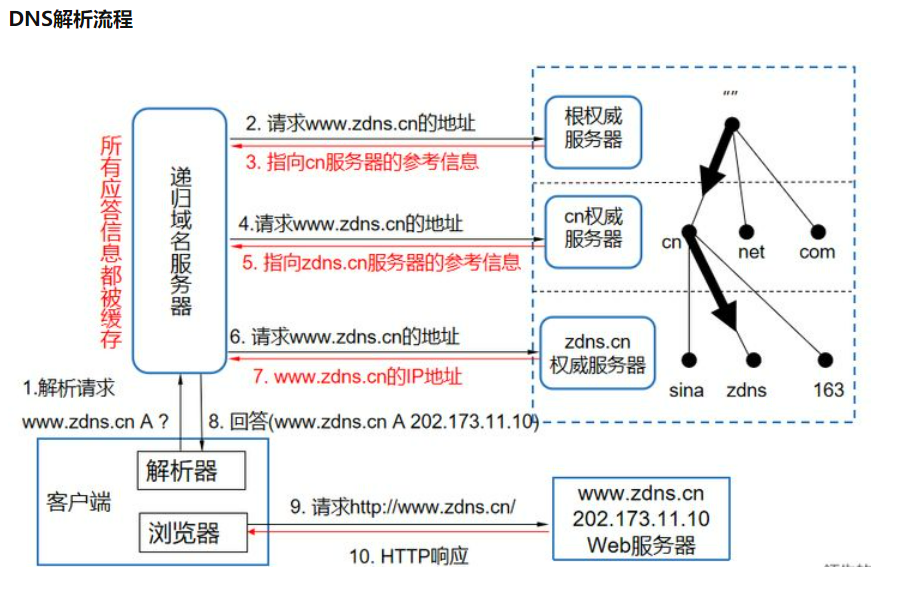 DNS解析流程
""
2. 请求www.zdns.cn的地址
3. 指向cn服务器的参考信息
根权威
服务器
所有应答信息都被缓存
递归域名服务器
4.请求www.zdns.cn的地址
5. 指向zdns.cn服务器的参考信息
cn权威
服务器
cn
net
com
6. 请求www.zdns.cn的地址
7. www.zdns.cn的IP地址
zdns.cn
权威服务器
sina
zdns
163
1.解析请求
www.zdns.cn A ?
8. 回答(www.zdns.cn A 202.173.11.10)
客户端
解析器
浏览器
9. 请求http://www.zdns.cn/
10. HTTP响应
www.zdns.cn
202.173.11.10
Web服务器